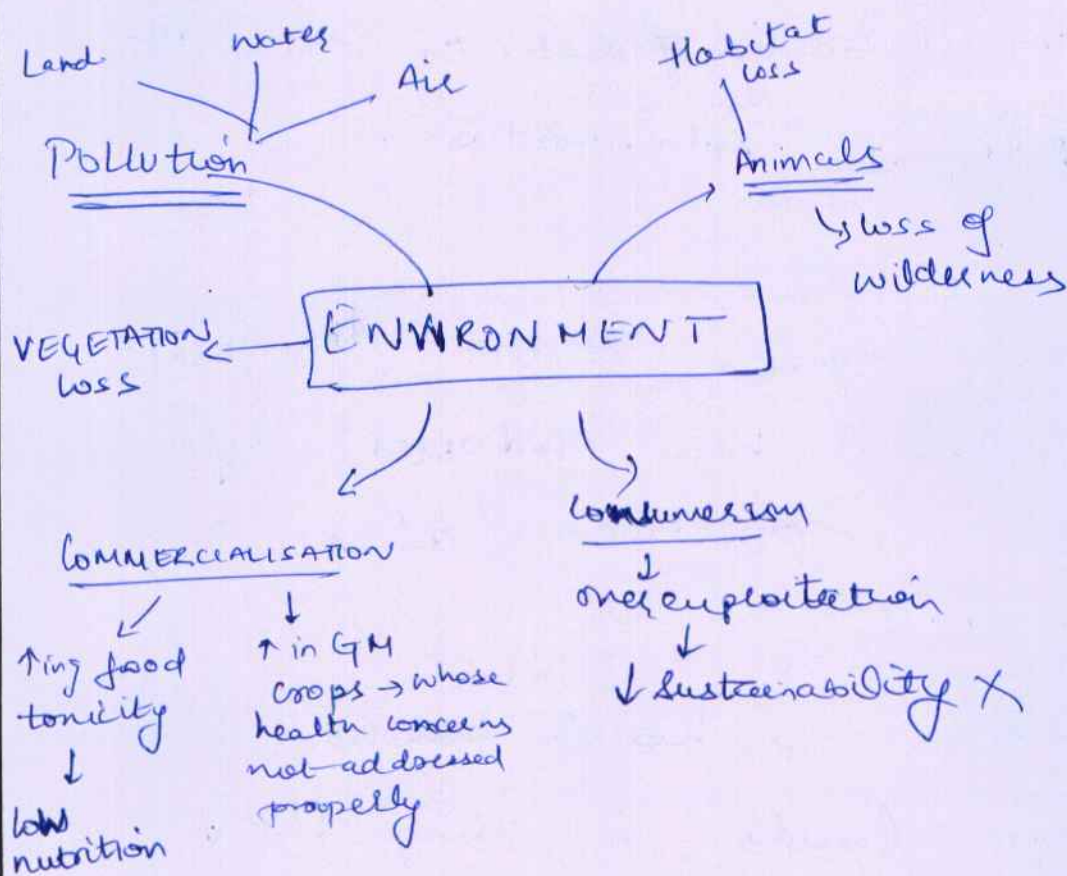 Land
water
Air
Pollution
Habitat
loss
Animals
↳ loss of
wilderness
VEGETATION
loss
ENVIRONMENT
COMMERCIALISATION
↑ing food
toxicity
↓
low
nutrition
↑ in GM
crops → whose
health concerns
not addressed
properly
Consumerism
↓
overexploitation
↓
↓ sustainability X